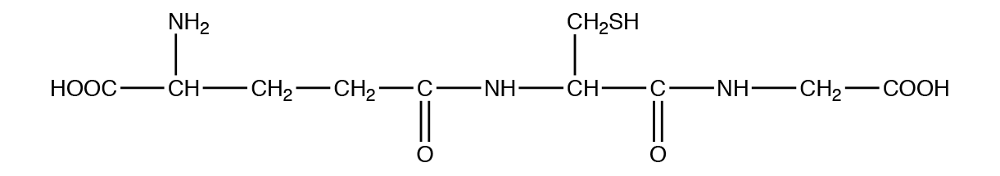 NH₂ CH₂SH
HOOC CH CH₂ CH₂ C NH CH C NH CH₂ COOH
O O